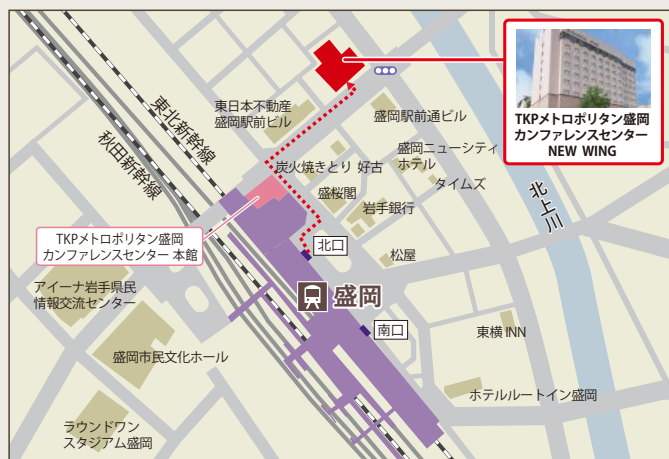 TKPメトロポリタン盛岡
カンファレンスセンター
NEW WING
東北新幹線
秋田新幹線
東日本不動産
盛岡駅前ビル
盛岡駅前通ビル
盛岡ニューシティ
ホテル
炭火焼きとり 好古
タイムズ
盛桜閣
岩手銀行
北上川
TKPメトロポリタン盛岡
カンファレンスセンター 本館
北口
松屋
アイーナ岩手県民
情報交流センター
盛岡
南口
東横INN
盛岡市民文化ホール
ホテルルートイン盛岡
ラウンドワン
スタジアム盛岡